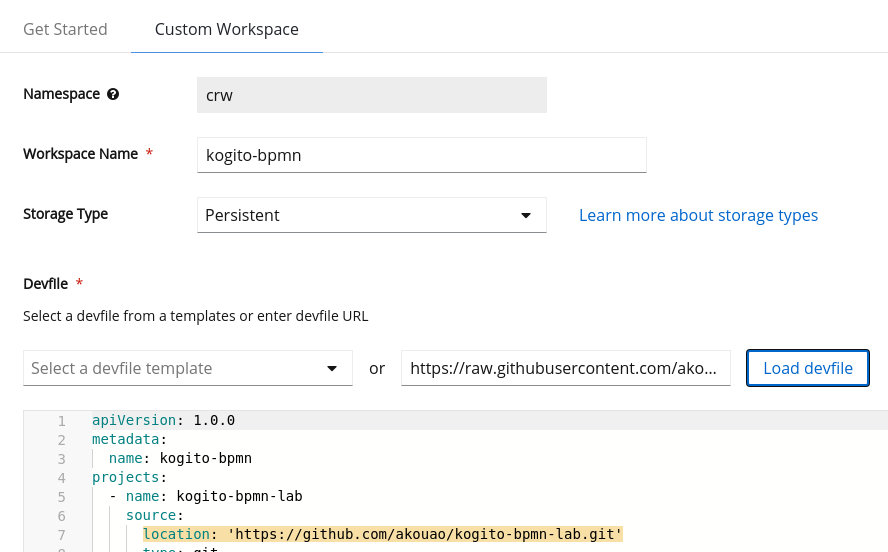 Get Started Custom Workspace
Namespace crw
Workspace Name * kogito-bpmn
Storage Type Persistent Learn more about storage types
Devfile *
Select a devfile from a templates or enter devfile URL
Select a devfile template or https://raw.githubusercontent.com/ako... Load devfile
1 apiVersion: 1.0.0
2 metadata:
3 name: kogito-bpmn
4 projects:
5 - name: kogito-bpmn-lab
6 source:
7 location: 'https://github.com/akouao/kogito-bpmn-lab.git'
8 type: git